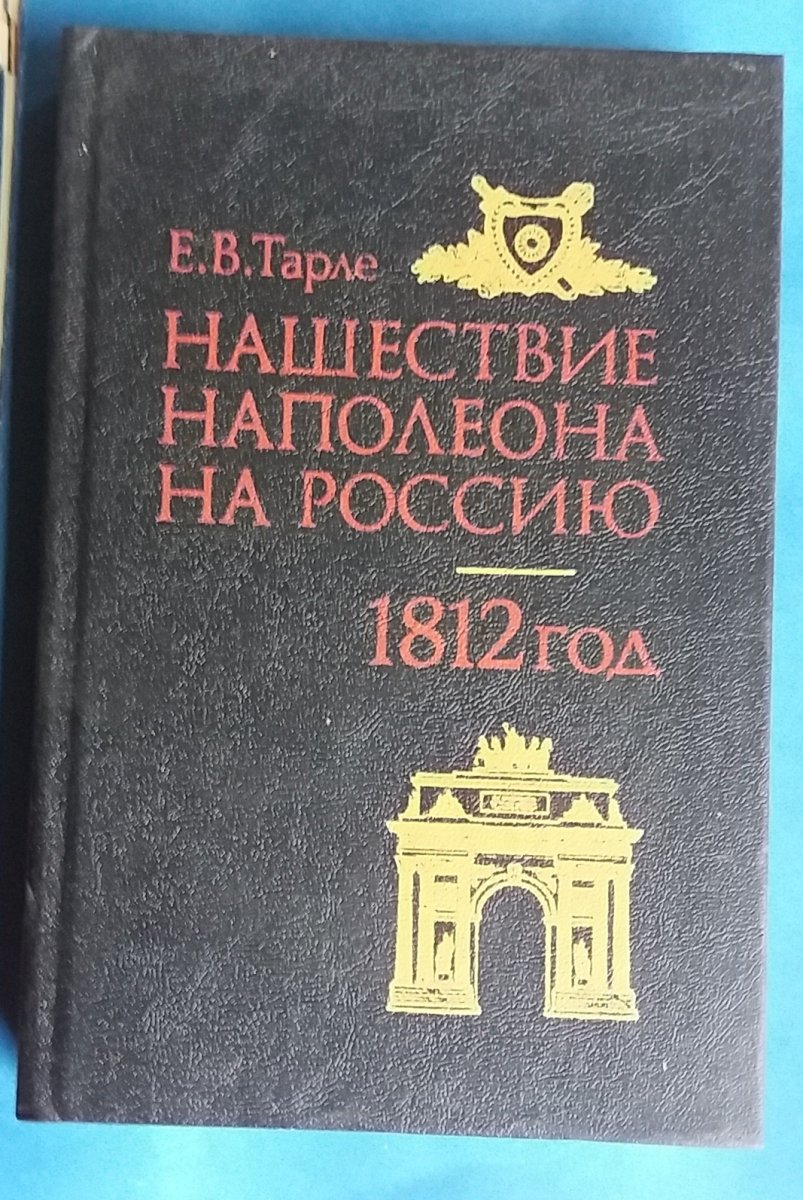 Е.В.Тарле
НАШЕСТВИЕ
НАПОЛЕОНА
НА РОССИЮ
1812 год